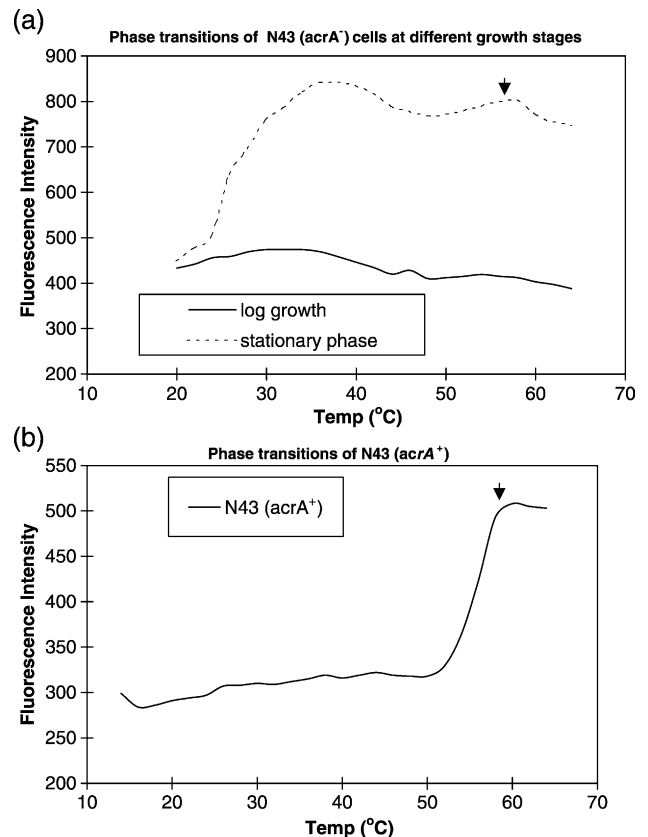 (a)
Phase transitions of N43 (acrA⁻) cells at different growth stages
900
800
700
600
500
400
300
200
Fluorescence Intensity
log growth
stationary phase
10 20 30 40 50 60 70
Temp (°C)
(b)
Phase transitions of N43 (acrA⁺)
550
500
450
400
350
300
250
200
Fluorescence Intensity
N43 (acrA⁺)
10 20 30 40 50 60 70
Temp (°C)